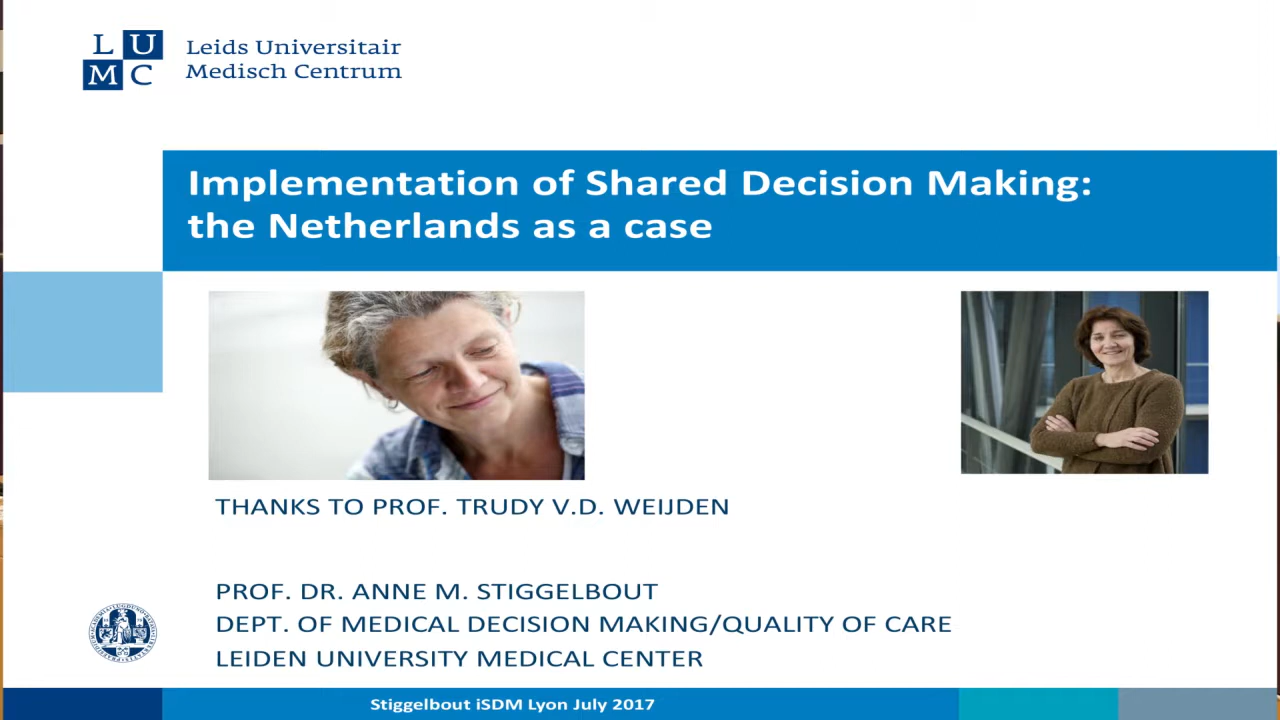 L U
M C
Leids Universitair
Medisch Centrum
Implementation of Shared Decision Making:
the Netherlands as a case
THANKS TO PROF. TRUDY V.D. WEIJDEN
PROF. DR. ANNE M. STIGGELBOUT
DEPT. OF MEDICAL DECISION MAKING/QUALITY OF CARE
LEIDEN UNIVERSITY MEDICAL CENTER
Stiggelbout iSDM Lyon July 2017